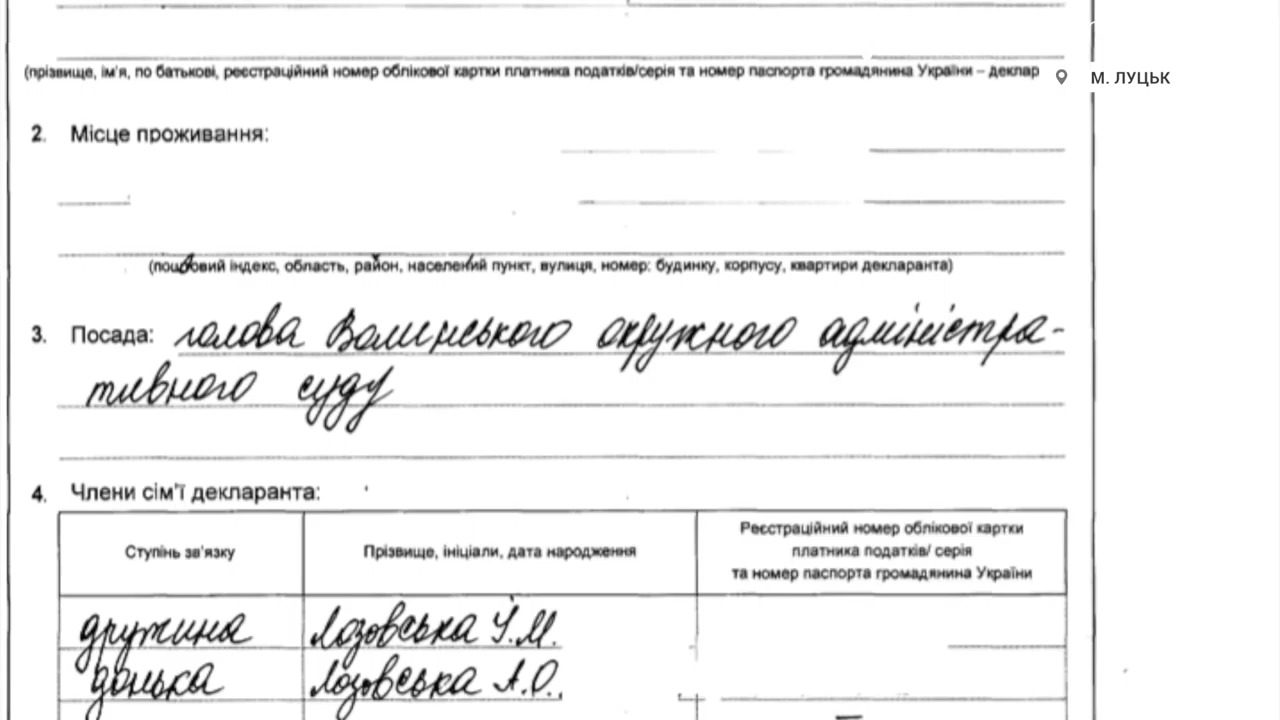 (прізвище, ім'я, по батькові, реєстраційний номер облікової картки платника податків/серія та номер паспорта громадянина України – деклар
М. ЛУЦЬК
2. Місце проживання:
(поштовий індекс, область, район, населений пункт, вулиця, номер: будинку, корпусу, квартири декларанта)
3. Посада: голова Волинського окружного адміністра-
тивного суду
4. Члени сім'ї декларанта:
Ступінь зв'язку
Прізвище, ініціали, дата народження
Реєстраційний номер облікової картки
платника податків/ серія
та номер паспорта громадянина України
дружина Лозовська І.М.
донька Лозовська А.О.